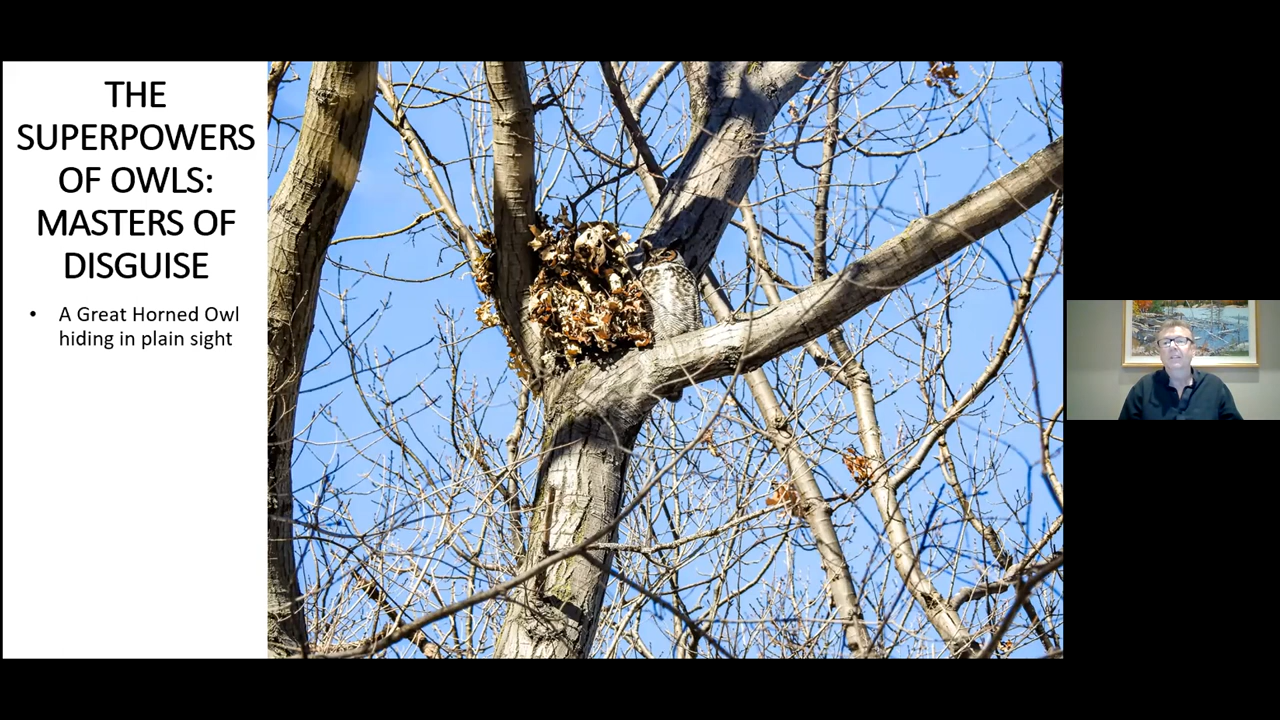 THE
SUPERPOWERS
OF OWLS:
MASTERS OF
DISGUISE
• A Great Horned Owl
hiding in plain sight